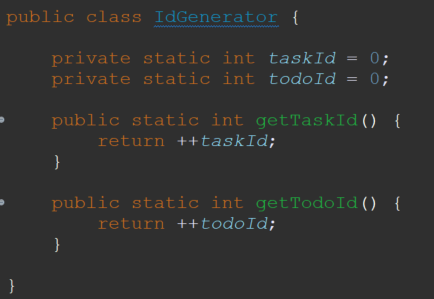 public class IdGenerator {
private static int taskId = 0;
private static int todoId = 0;
public static int getTaskId() {
return ++taskId;
}
public static int getTodoId() {
return ++todoId;
}
}